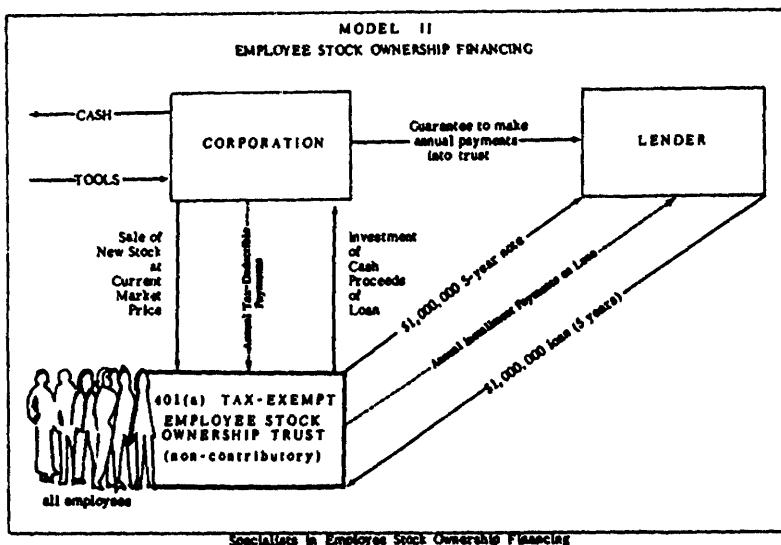 MODEL II
EMPLOYEE STOCK OWNERSHIP FINANCING
CASH
TOOLS
CORPORATION
Guarantee to make
annual payments
into trust
LENDER
Sale of
New Stock
at
Current
Market
Price
Annual Tax-Deductible
Payments
Investment
of
Cash
Proceeds
of
Loan
$1,000,000 5-year note
Annual Installment Payments on Loan
$1,000,000 loan (5 years)
401(a) TAX-EXEMPT
EMPLOYEE STOCK
OWNERSHIP TRUST
(non-contributory)
all employees
Specialists in Employee Stock Ownership Financing